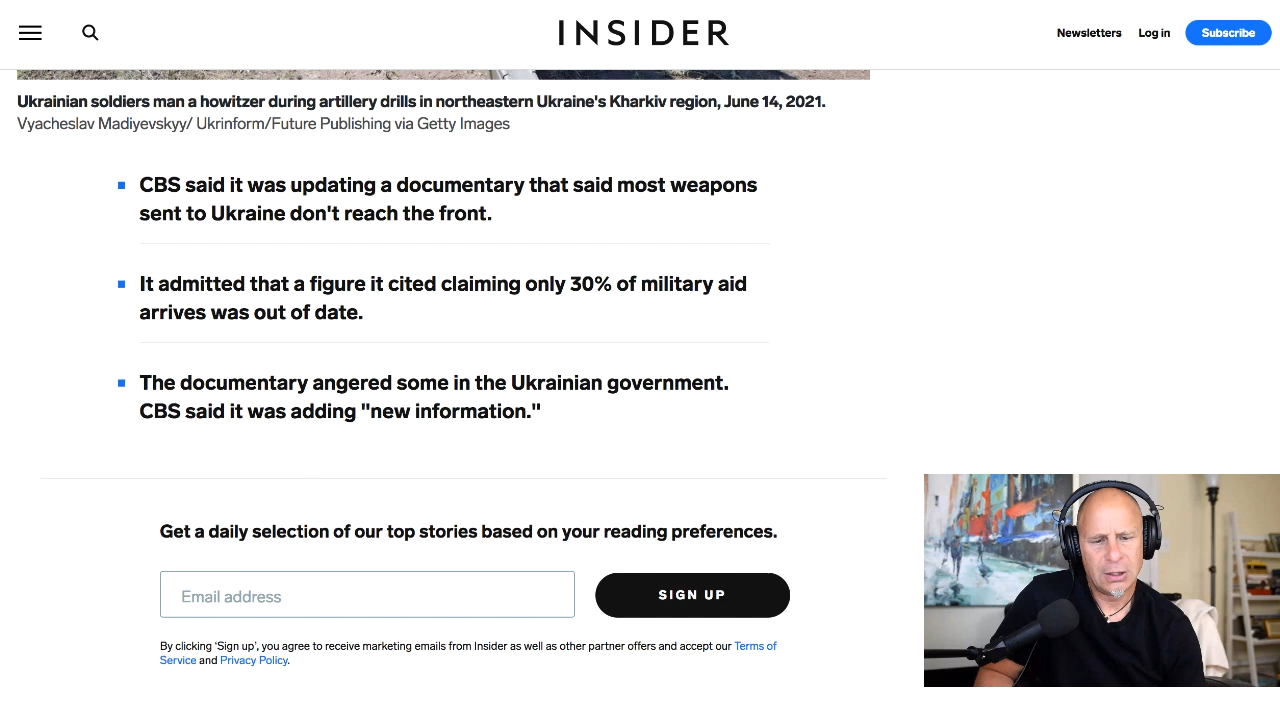 INSIDER
Newsletters
Log in
Subscribe
Ukrainian soldiers man a howitzer during artillery drills in northeastern Ukraine's Kharkiv region, June 14, 2021.
Vyacheslav Madiyevskyy/ Ukrinform/Future Publishing via Getty Images
CBS said it was updating a documentary that said most weapons
sent to Ukraine don't reach the front.
It admitted that a figure it cited claiming only 30% of military aid
arrives was out of date.
The documentary angered some in the Ukrainian government.
CBS said it was adding "new information."
Get a daily selection of our top stories based on your reading preferences.
Email address
SIGN UP
By clicking ‘Sign up’, you agree to receive marketing emails from Insider as well as other partner offers and accept our Terms of
Service and Privacy Policy.